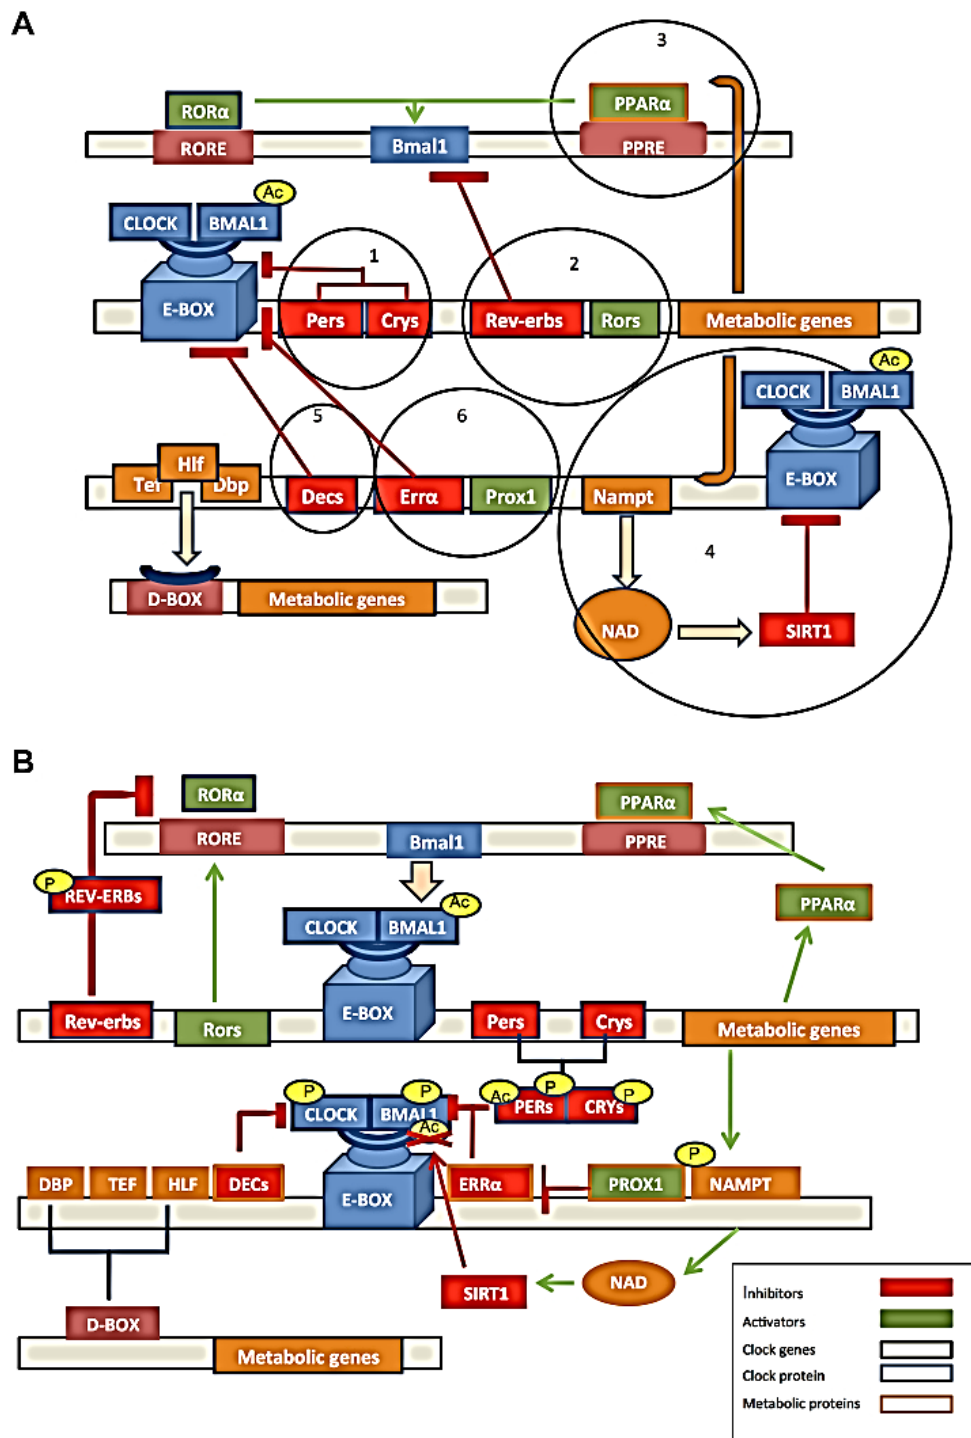 A
3
RORα
PPARα
RORE
Bmal1
PPRE
Ac
CLOCK
BMAL1
1
2
E-BOX
Pers
Crys
Rev-erbs
Rors
Metabolic genes
Ac
CLOCK
BMAL1
5
6
Hlf
Tef
Dbp
Decs
Errα
Prox1
Nampt
E-BOX
4
D-BOX
Metabolic genes
NAD
SIRT1
B
RORα
PPARα
RORE
Bmal1
PPRE
P
REV-ERBs
Ac
PPARα
CLOCK
BMAL1
E-BOX
Rev-erbs
Rors
Pers
Crys
Metabolic genes
P
P
Ac
P
P
CLOCK
BMAL1
PERs
CRYs
Ac
P
DBP
TEF
HLF
DECs
E-BOX
ERRα
PROX1
NAMPT
SIRT1
NAD
D-BOX
Metabolic genes
Inhibitors
Activators
Clock genes
Clock protein
Metabolic proteins